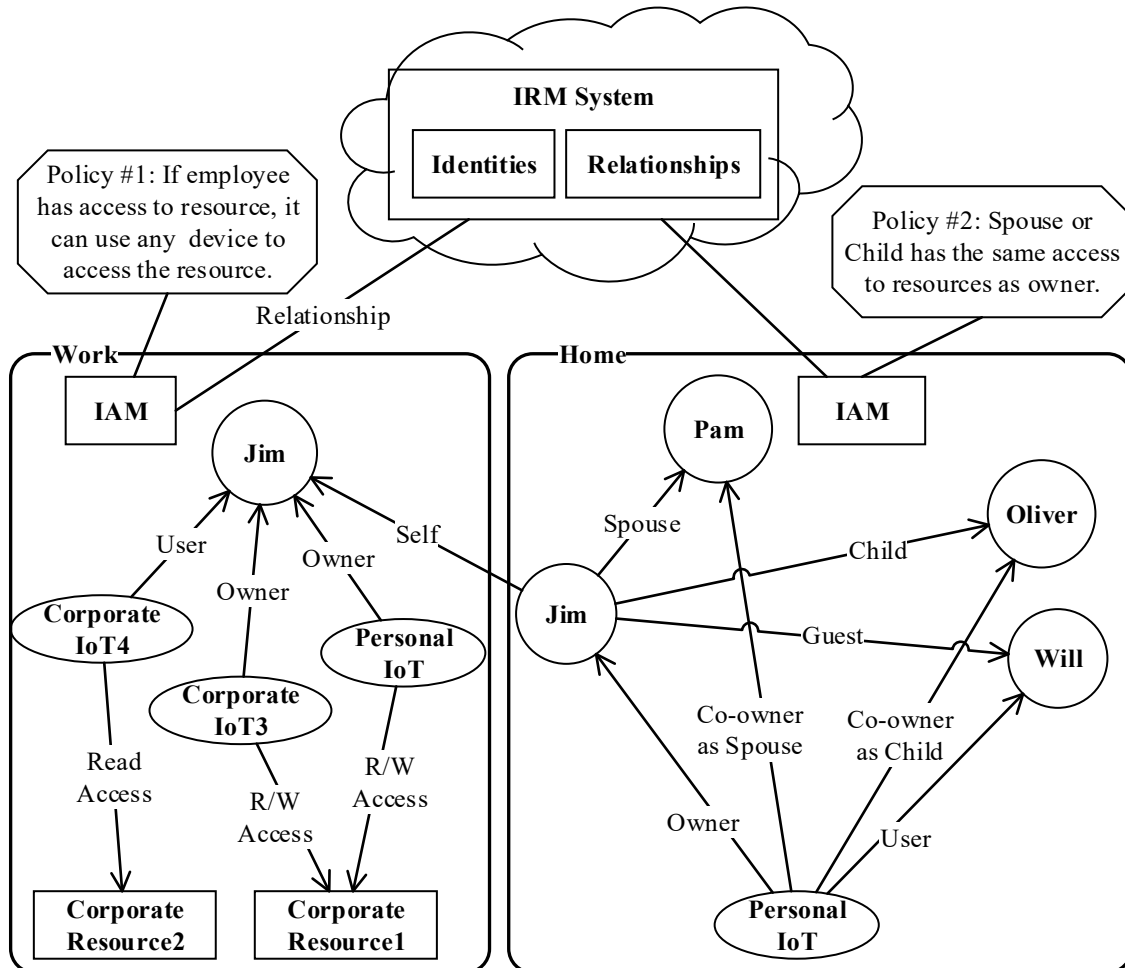 IRM System
Identities
Relationships
Policy #1: If employee
has access to resource, it
can use any device to
access the resource.
Policy #2: Spouse or
Child has the same access
to resources as owner.
Relationship
Work
IAM
Jim
User
Owner
Owner
Self
Corporate
IoT4
Corporate
IoT3
Personal
IoT
Read
Access
R/W
Access
R/W
Access
Corporate
Resource2
Corporate
Resource1
Home
IAM
Pam
Oliver
Spouse
Child
Jim
Guest
Will
Co-owner
as Spouse
Co-owner
as Child
Owner
User
Personal
IoT